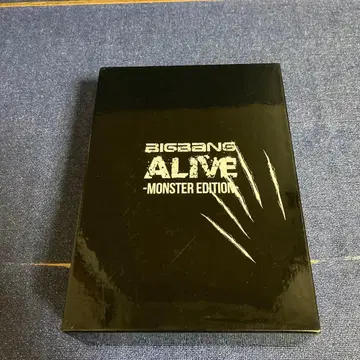 BIGBANG
ALIVE
-MONSTER EDITION-